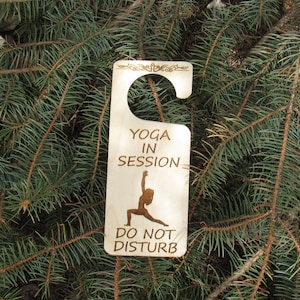 YOGA
IN
SESSION
DO NOT
DISTURB